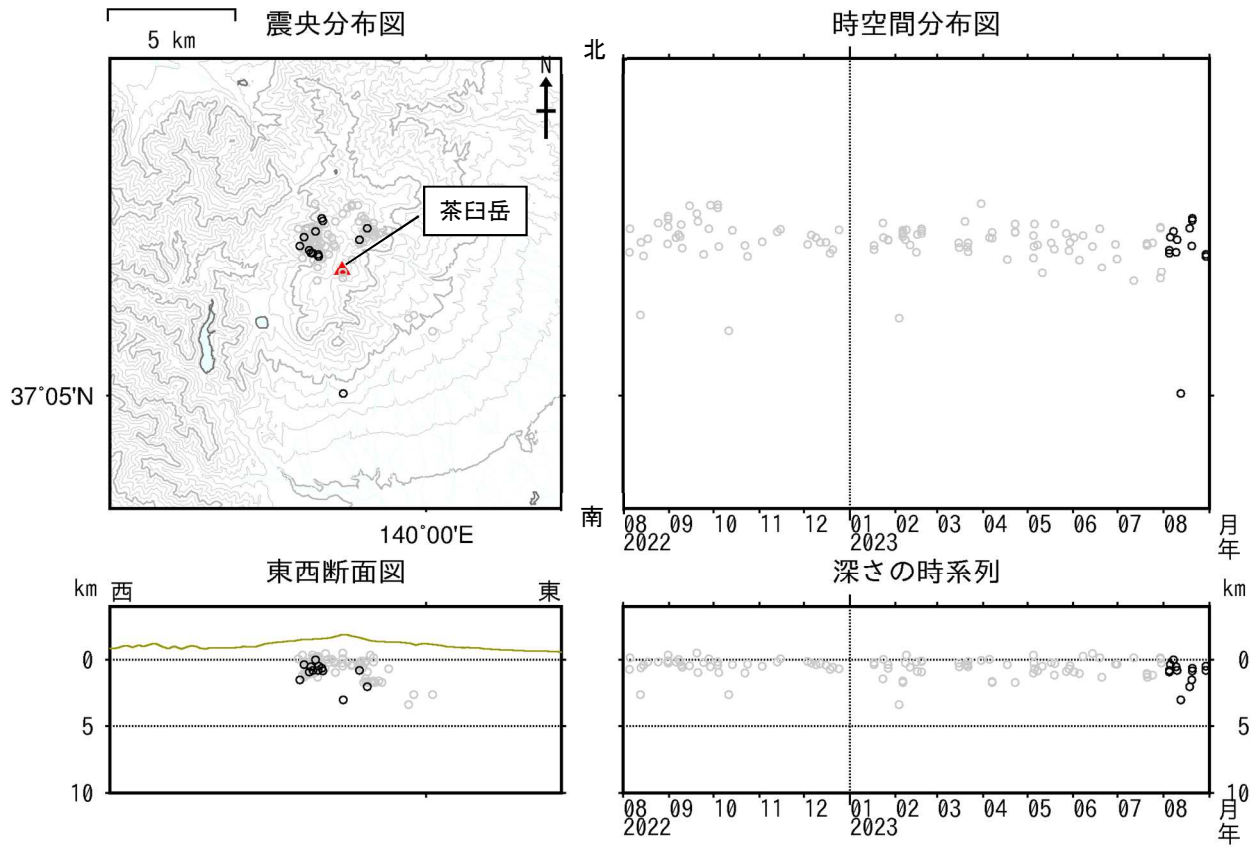 震央分布図
5 km
N
茶臼岳
37°05'N
140°00'E
時空間分布図
北
南
08 09 10 11 12 01 02 03 04 05 06 07 08 月
2022 2023 年
東西断面図
km 西 東
0
5
10
深さの時系列
km
0
5
10
08 09 10 11 12 01 02 03 04 05 06 07 08 月
2022 2023 年